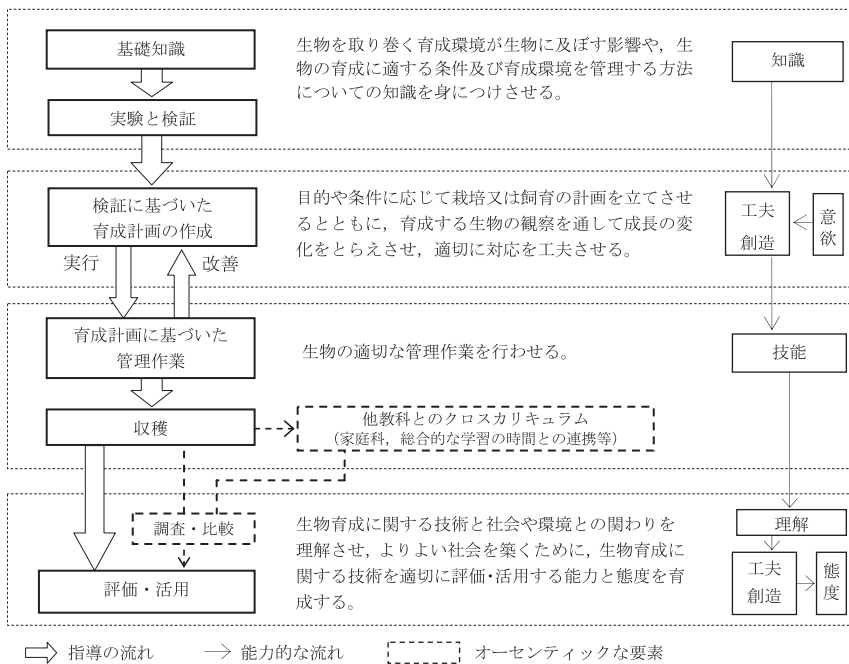 基礎知識
実験と検証
生物を取り巻く育成環境が生物に及ぼす影響や，生
物の育成に適する条件及び育成環境を管理する方法
についての知識を身につけさせる。
知識
検証に基づいた
育成計画の作成
実行
改善
目的や条件に応じて栽培又は飼育の計画を立てさせ
るとともに，育成する生物の観察を通して成長の変
化をとらえさせ，適切に対応を工夫させる。
工夫
創造
意欲
育成計画に基づいた
管理作業
生物の適切な管理作業を行わせる。
技能
収穫
他教科とのクロスカリキュラム
（家庭科，総合的な学習の時間との連携等）
調査・比較
評価・活用
生物育成に関する技術と社会や環境との関わりを
理解させ，よりよい社会を築くために，生物育成に
関する技術を適切に評価・活用する能力と態度を育
成する。
理解
工夫
創造
態度
指導の流れ
能力的な流れ
オーセンティックな要素